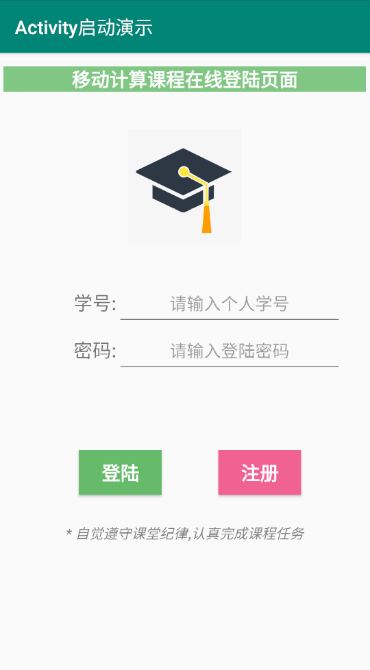 Activity启动演示
移动计算课程在线登陆页面
学号: 请输入个人学号
密码: 请输入登陆密码
登陆 注册
* 自觉遵守课堂纪律,认真完成课程任务